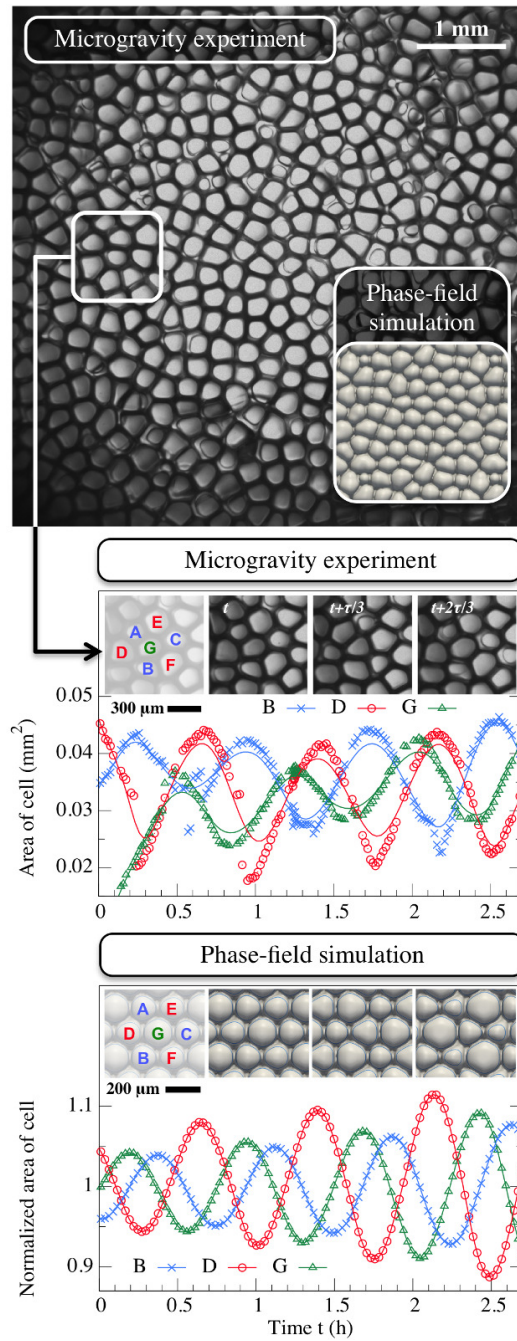 Microgravity experiment
1 mm
Phase-field
simulation
Microgravity experiment
t
t+τ/3
t+2τ/3
E
A
C
G
D
B
F
0.05
300 µm
B
D
G
0.04
0.03
0.02
Area of cell (mm²)
0
0.5
1
1.5
2
2.5
Phase-field simulation
A
E
D
G
C
B
F
200 µm
1.1
1
0.9
Normalized area of cell
B
D
G
0
0.5
1
1.5
2
2.5
Time t (h)